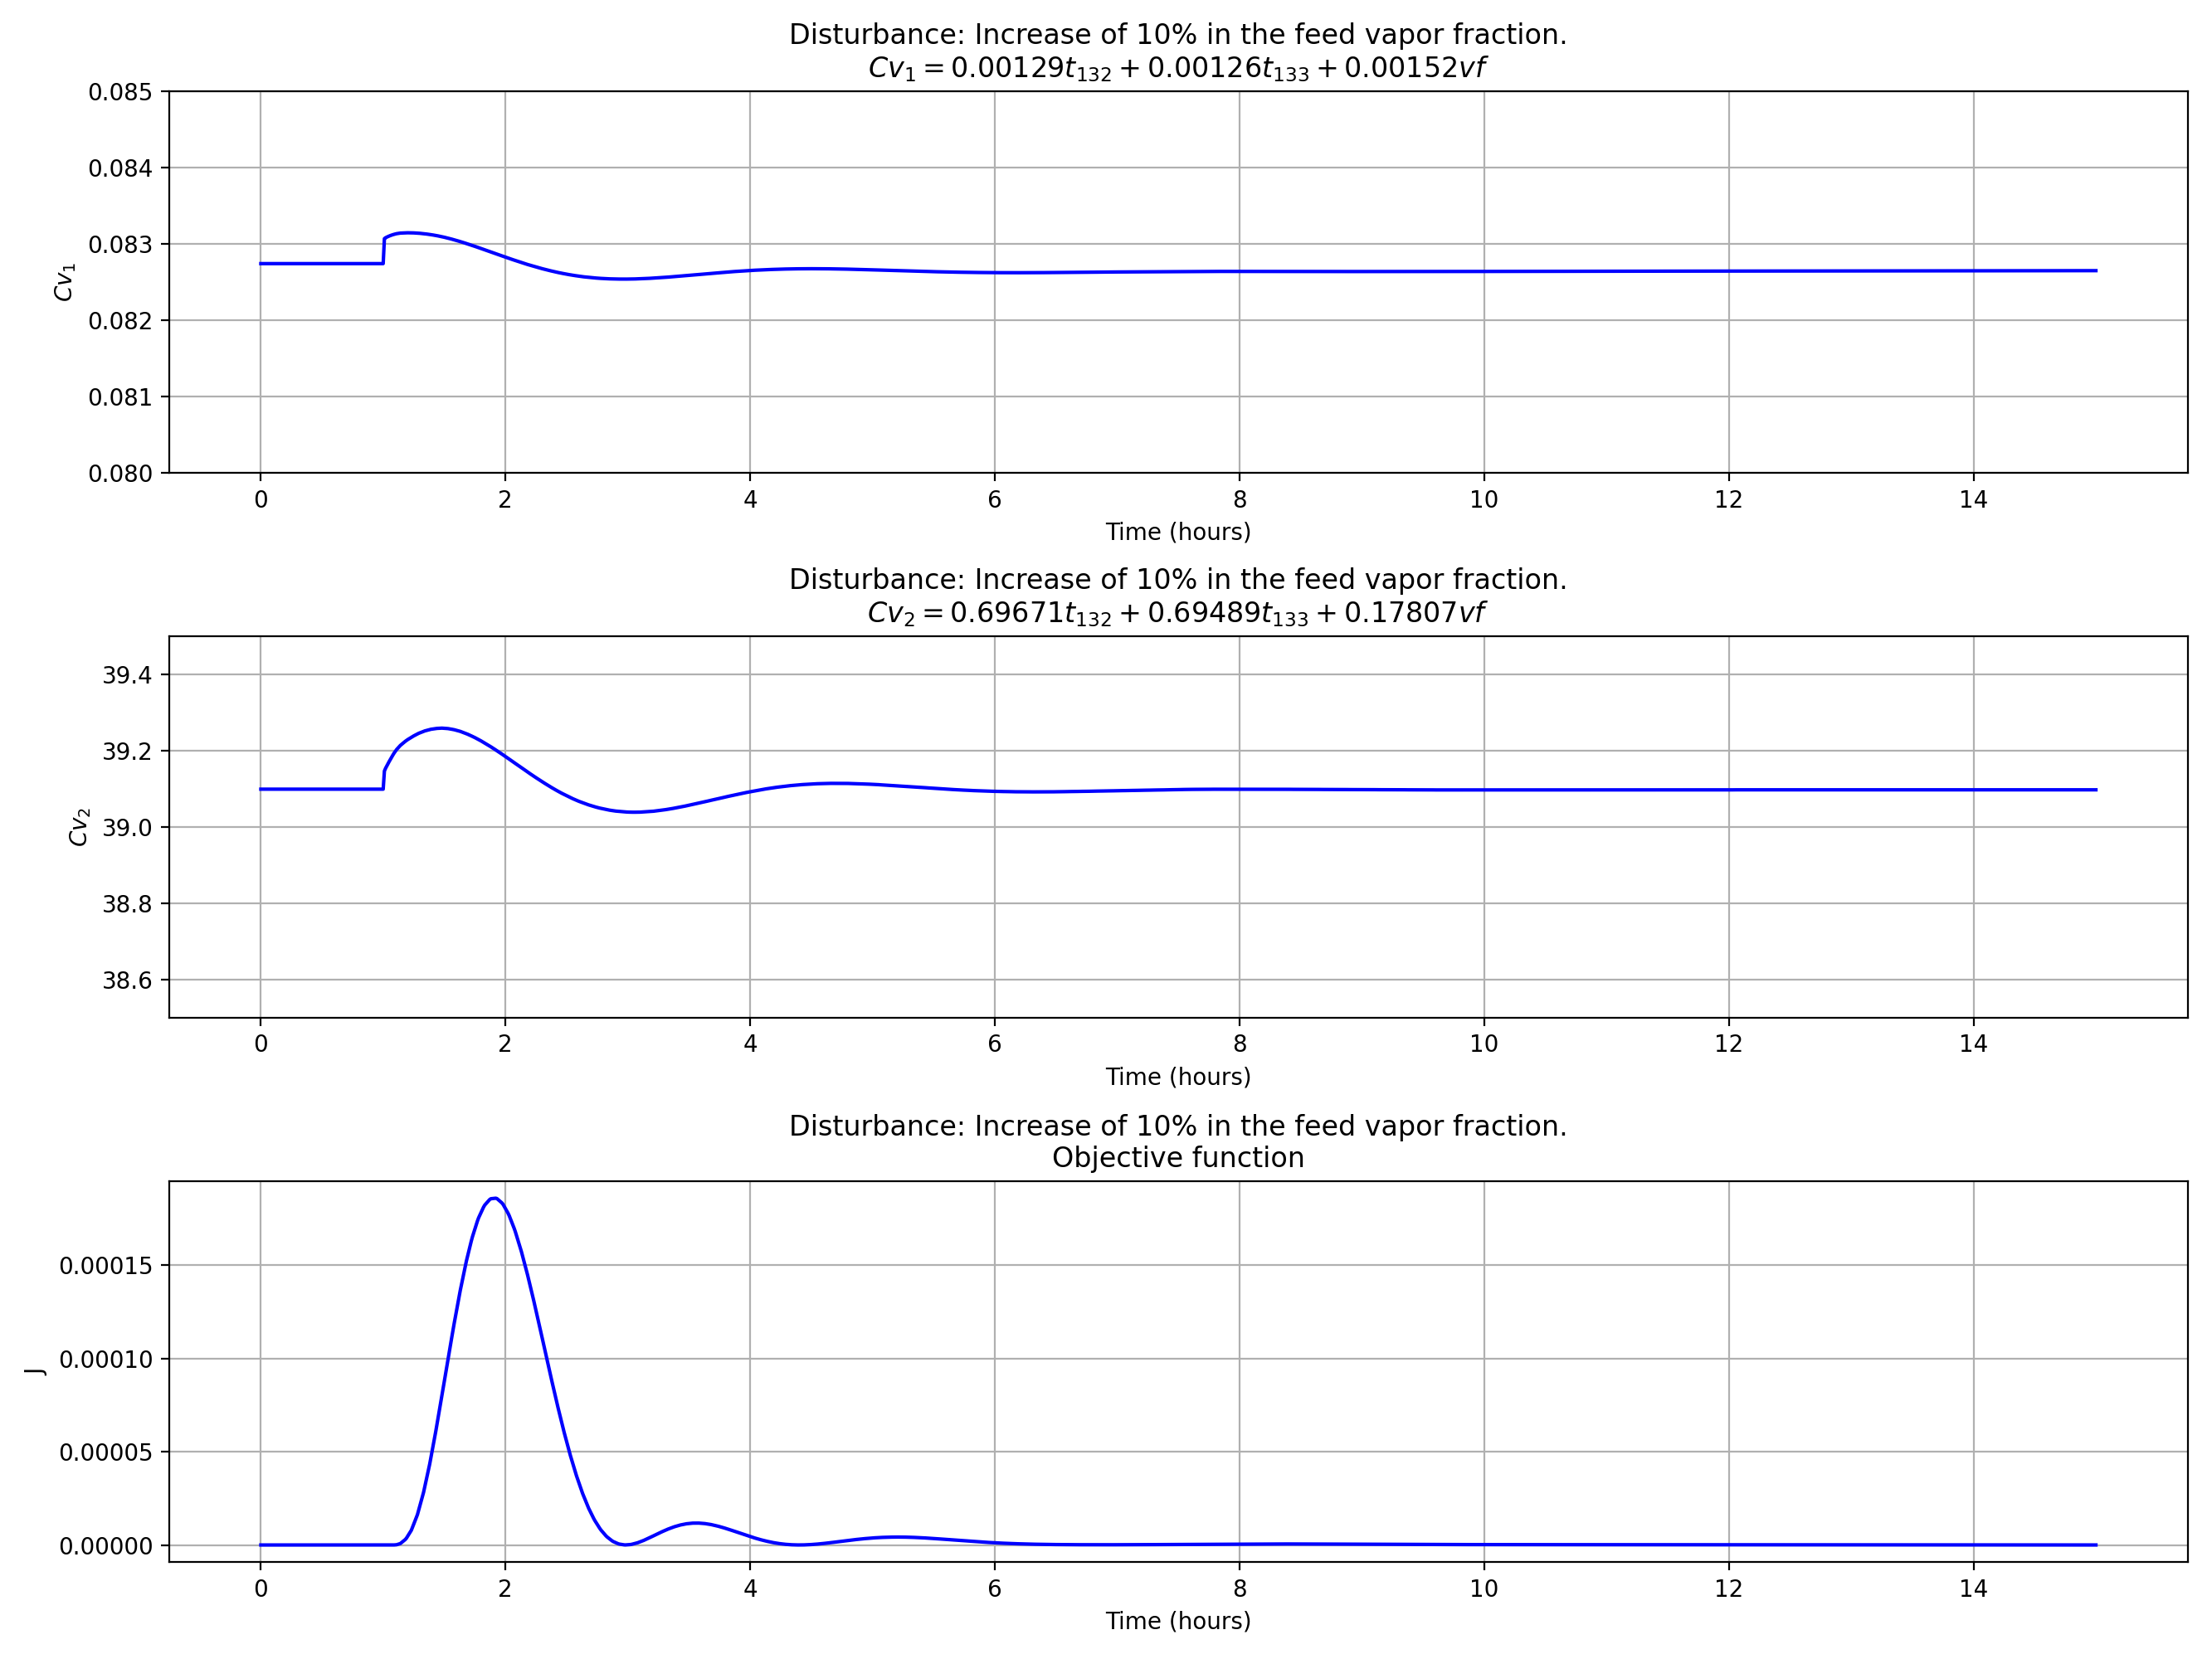 Disturbance: Increase of 10% in the feed vapor fraction.
Cv₁ = 0.00129t₁₃₂ + 0.00126t₁₃₃ + 0.00152vf
0.085
0.084
0.083
0.082
0.081
0.080
Cv₁
0 2 4 6 8 10 12 14
Time (hours)
Disturbance: Increase of 10% in the feed vapor fraction.
Cv₂ = 0.69671t₁₃₂ + 0.69489t₁₃₃ + 0.17807vf
39.4
39.2
39.0
38.8
38.6
Cv₂
0 2 4 6 8 10 12 14
Time (hours)
Disturbance: Increase of 10% in the feed vapor fraction.
Objective function
0.00015
0.00010
0.00005
0.00000
J
0 2 4 6 8 10 12 14
Time (hours)